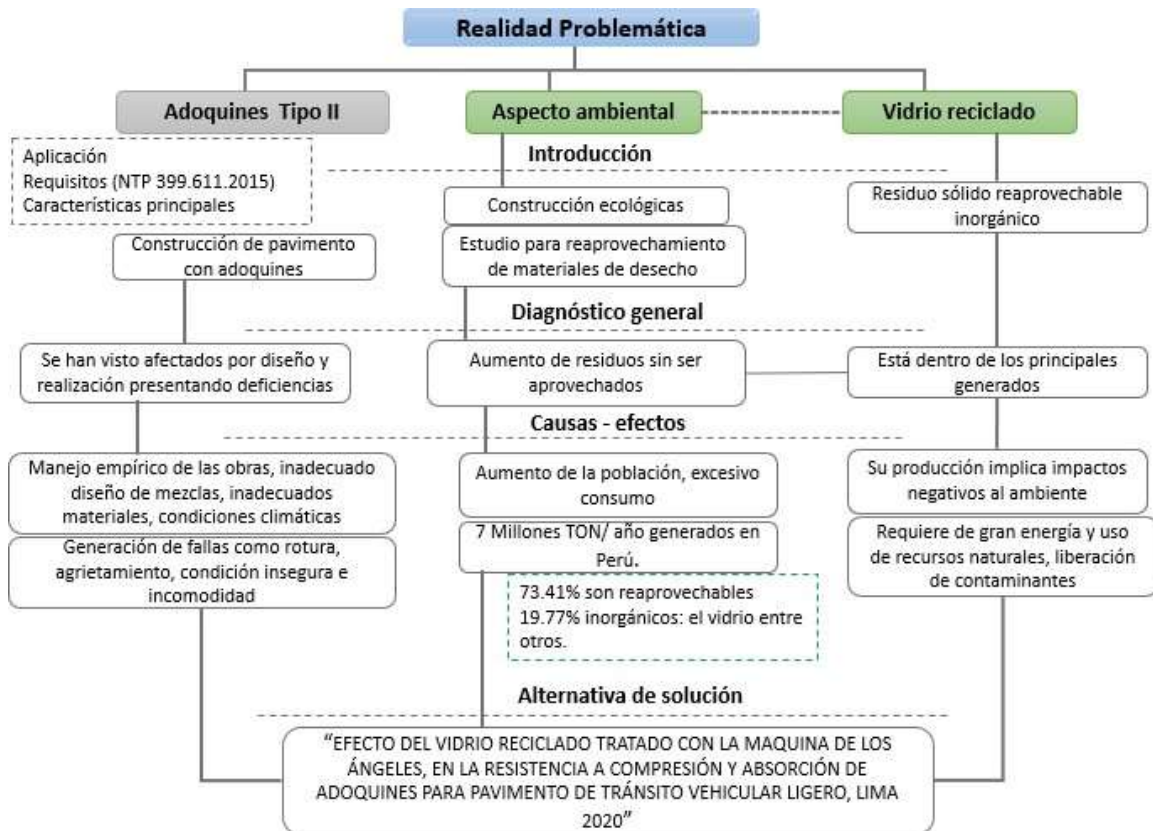 Realidad Problemática
Adoquines Tipo II
Aspecto ambiental
Vidrio reciclado
Introducción
Aplicación
Requisitos (NTP 399.611.2015)
Características principales
Construcción de pavimento
con adoquines
Construcción ecológicas
Estudio para reaprovechamiento
de materiales de desecho
Residuo sólido reaprovechable
inorgánico
Diagnóstico general
Se han visto afectados por diseño y
realización presentando deficiencias
Aumento de residuos sin ser
aprovechados
Está dentro de los principales
generados
Causas - efectos
Manejo empírico de las obras, inadecuado
diseño de mezclas, inadecuados
materiales, condiciones climáticas
Generación de fallas como rotura,
agrietamiento, condición insegura e
incomodidad
Aumento de la población, excesivo
consumo
7 Millones TON/ año generados en
Perú.
73.41% son reaprovechables
19.77% inorgánicos: el vidrio entre
otros.
Su producción implica impactos
negativos al ambiente
Requiere de gran energía y uso
de recursos naturales, liberación
de contaminantes
Alternativa de solución
“EFECTO DEL VIDRIO RECICLADO TRATADO CON LA MAQUINA DE LOS
ÁNGELES, EN LA RESISTENCIA A COMPRESIÓN Y ABSORCIÓN DE
ADOQUINES PARA PAVIMENTO DE TRÁNSITO VEHICULAR LIGERO, LIMA
2020”